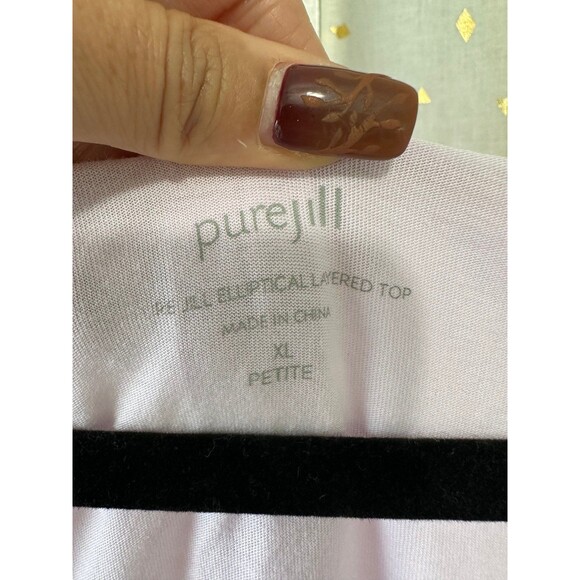 purejill
JILL ELLIPTICAL LAYERED TOP
MADE IN CHINA
XL
PETITE